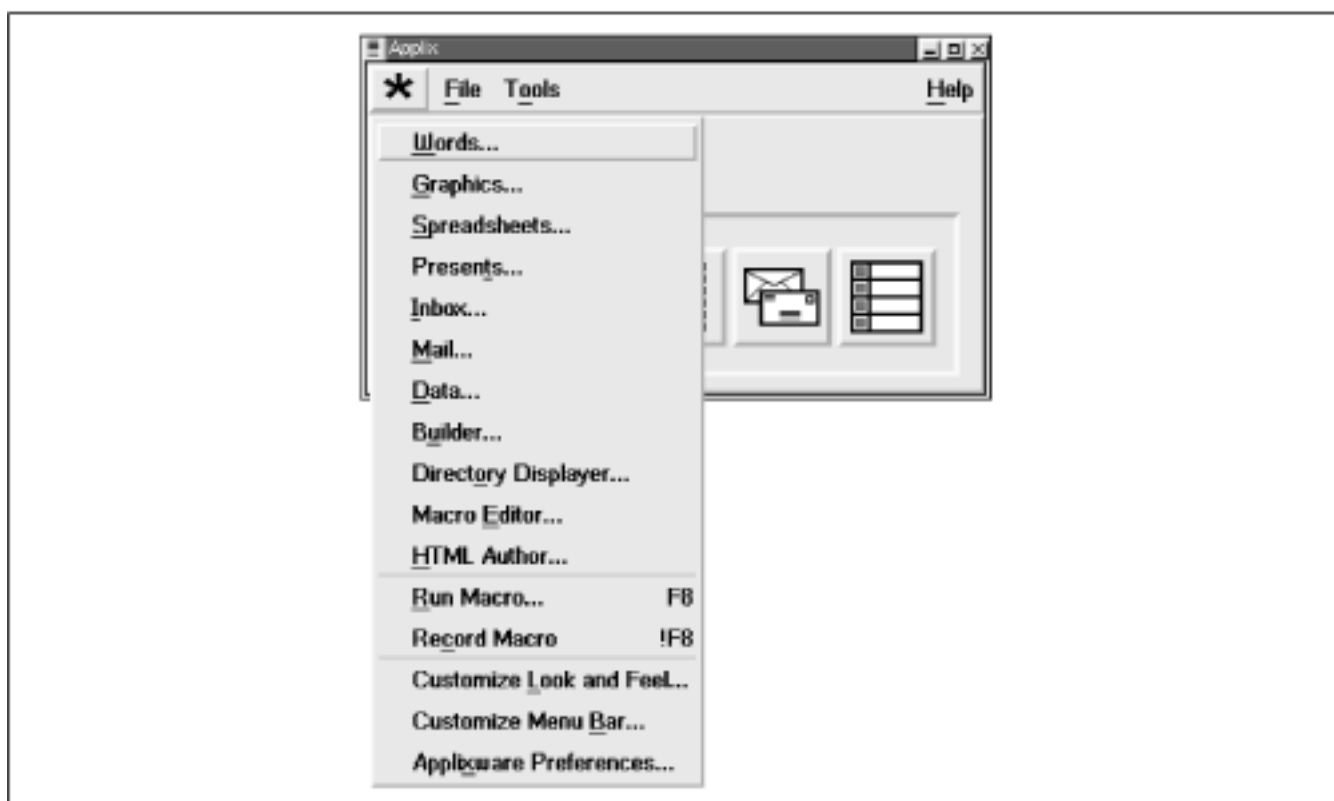 Applix
* File Tools Help
Words...
Graphics...
Spreadsheets...
Presents...
Inbox...
Mail...
Data...
Builder...
Directory Displayer...
Macro Editor...
HTML Author...
Run Macro... F8
Record Macro !F8
Customize Look and Feel...
Customize Menu Bar...
Applixware Preferences...